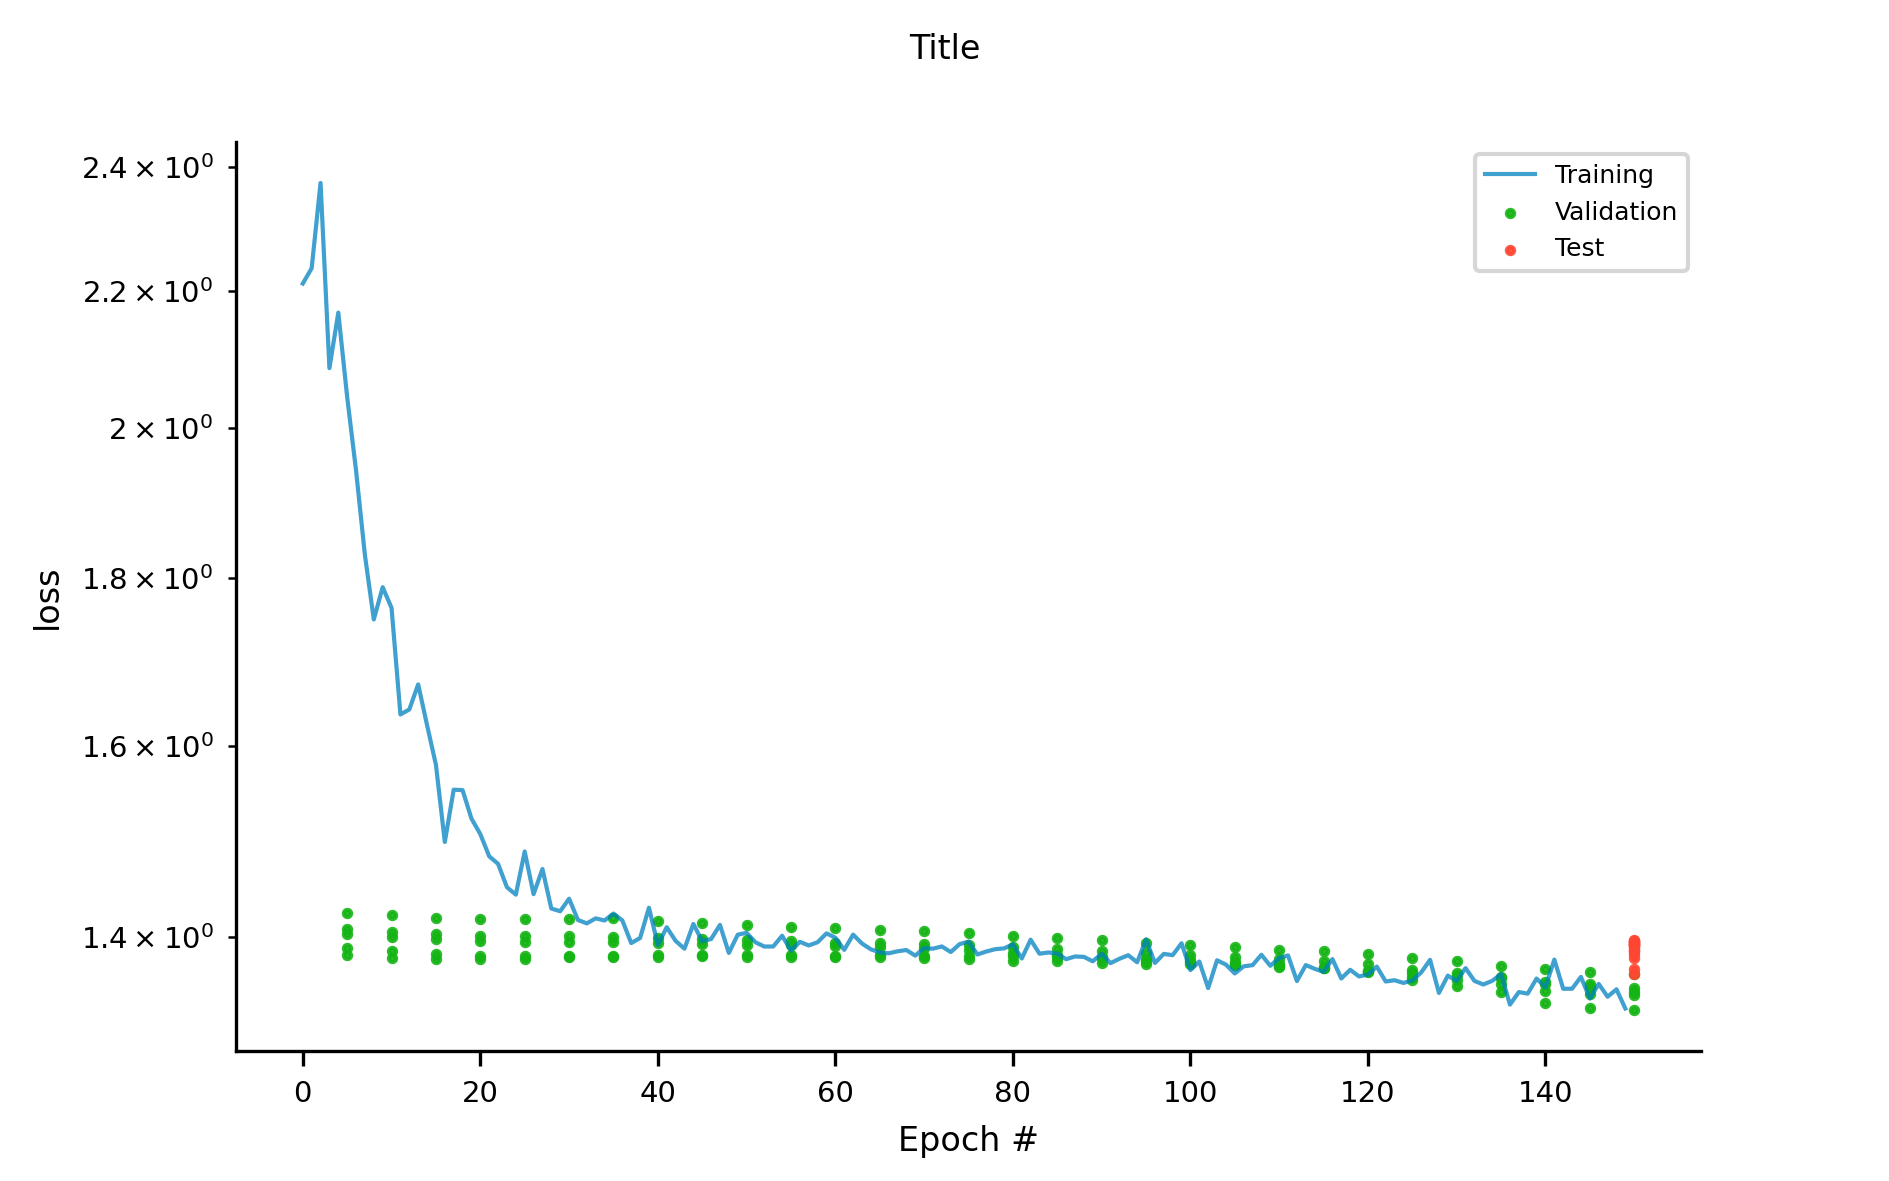 Title
2.4 × 10⁰
2.2 × 10⁰
2 × 10⁰
1.8 × 10⁰
1.6 × 10⁰
1.4 × 10⁰
loss
Training
Validation
Test
0 20 40 60 80 100 120 140
Epoch #